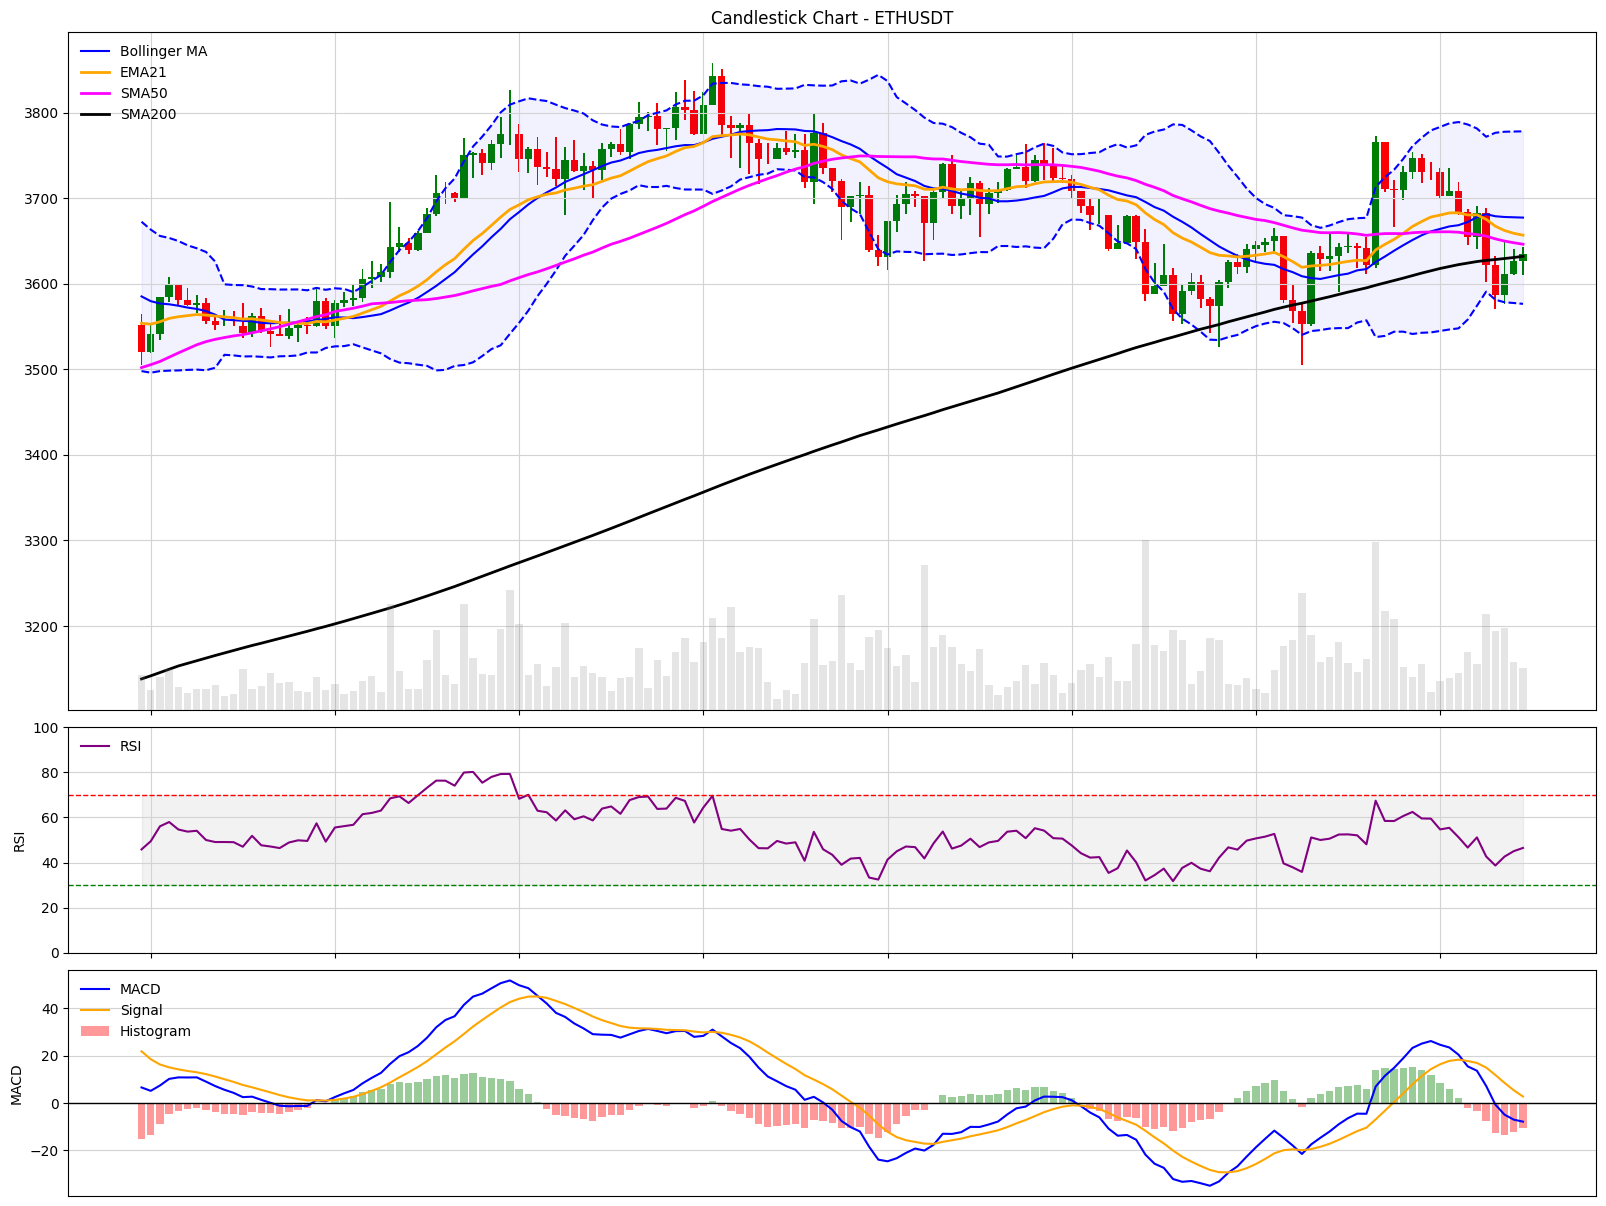 Candlestick Chart - ETHUSDT
Bollinger MA
EMA21
SMA50
SMA200
3800
3700
3600
3500
3400
3300
3200
RSI
100
80
60
40
20
0
RSI
MACD
Signal
Histogram
40
20
0
−20
MACD